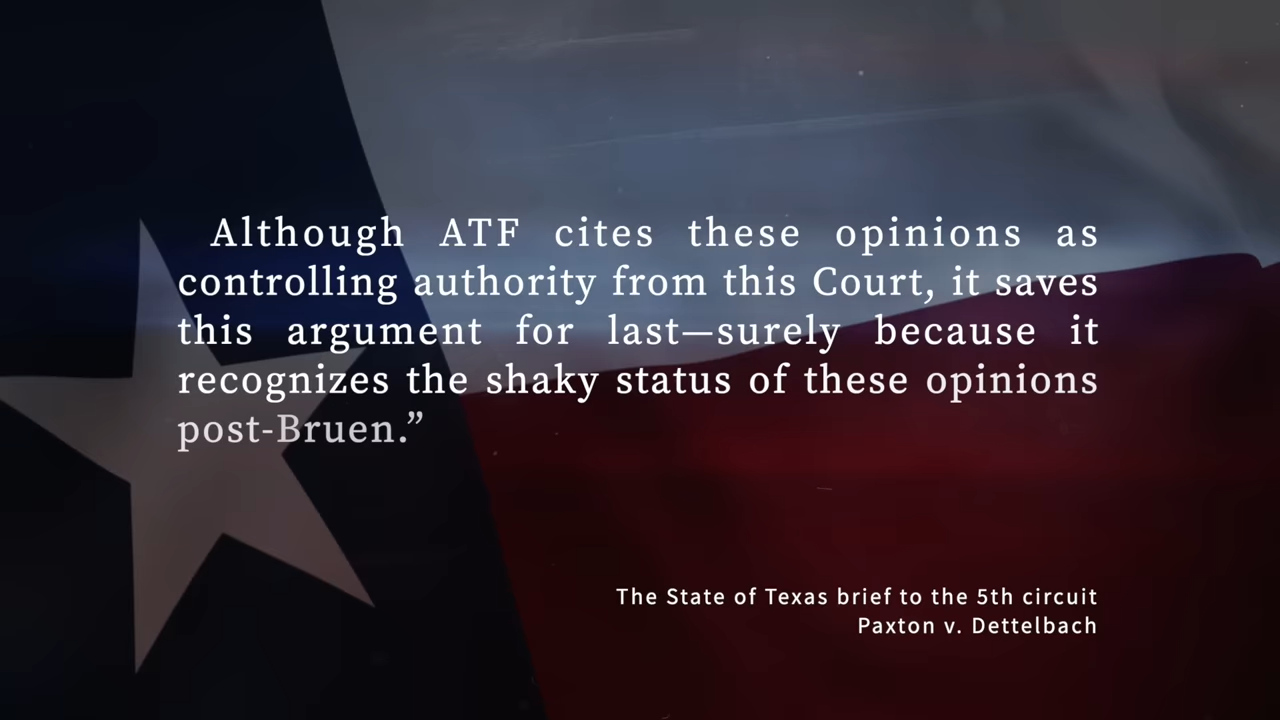 Although ATF cites these opinions as
controlling authority from this Court, it saves
this argument for last—surely because it
recognizes the shaky status of these opinions
post-Bruen.”
The State of Texas brief to the 5th circuit
Paxton v. Dettelbach